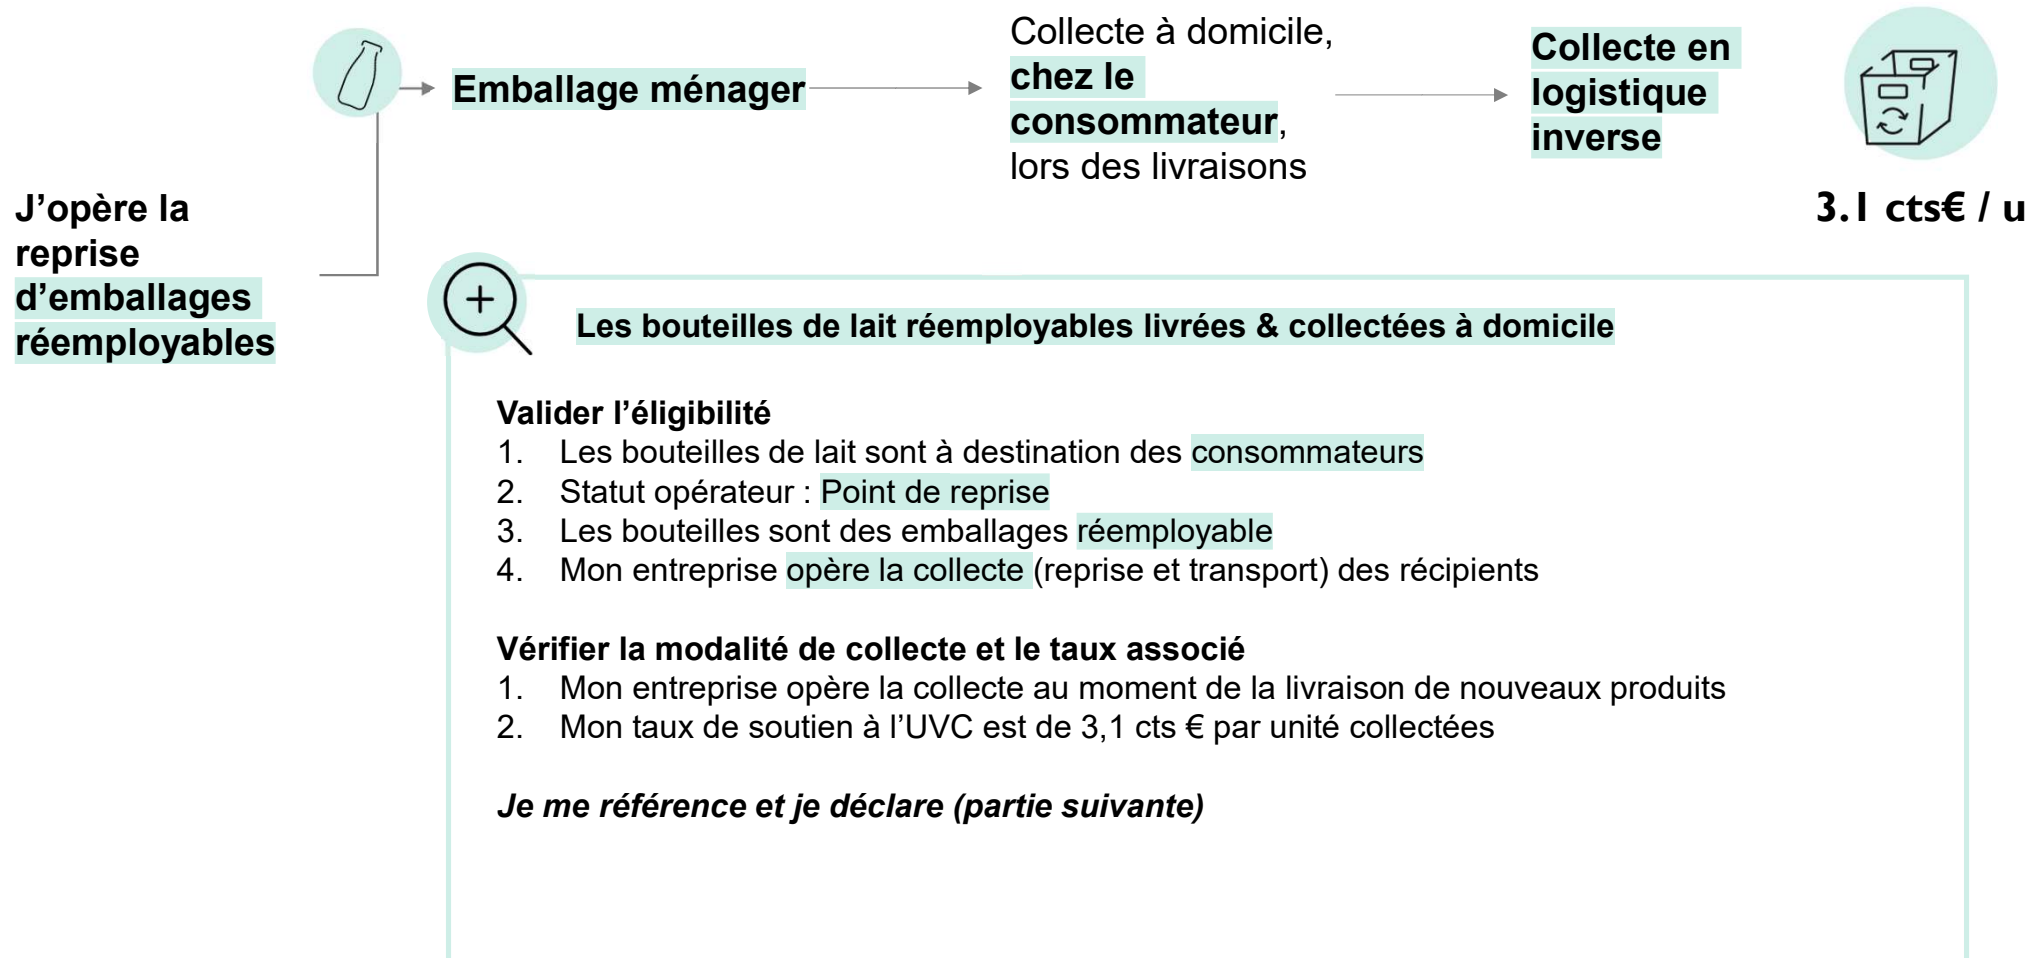 J’opère la
reprise
d’emballages
réemployables
Emballage ménager
Collecte à domicile,
chez le
consommateur,
lors des livraisons
Collecte en
logistique
inverse
3.1 cts€ / u
Les bouteilles de lait réemployables livrées & collectées à domicile
Valider l’éligibilité
1. Les bouteilles de lait sont à destination des consommateurs
2. Statut opérateur : Point de reprise
3. Les bouteilles sont des emballages réemployable
4. Mon entreprise opère la collecte (reprise et transport) des récipients
Vérifier la modalité de collecte et le taux associé
1. Mon entreprise opère la collecte au moment de la livraison de nouveaux produits
2. Mon taux de soutien à l’UVC est de 3,1 cts € par unité collectées
Je me référence et je déclare (partie suivante)